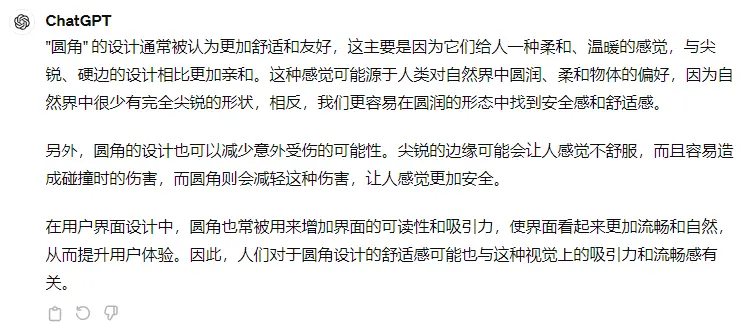 ChatGPT
"圆角" 的设计通常被认为更加舒适和友好，这主要是因为它们给人一种柔和、温暖的感觉，与尖
锐、硬边的设计相比更加亲和。这种感觉可能源于人类对自然界中圆润、柔和物体的偏好，因为自
然界中很少有完全尖锐的形状，相反，我们更容易在圆润的形态中找到安全感和舒适感。
另外，圆角的设计也可以减少意外受伤的可能性。尖锐的边缘可能会让人感觉不舒服，而且容易造
成碰撞时的伤害，而圆角则会减轻这种伤害，让人感觉更加安全。
在用户界面设计中，圆角也常被用来增加界面的可读性和吸引力，使界面看起来更加流畅和自然，
从而提升用户体验。因此，人们对于圆角设计的舒适感可能也与这种视觉上的吸引力和流畅感有
关。